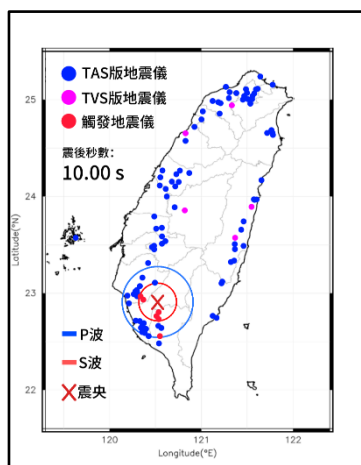 TAS版地震儀
TVS版地震儀
觸發地震儀
震後秒數:
10.00 s
P波
S波
震央
25
24
23
22
120
121
122
Latitude(°N)
Longitude(°E)